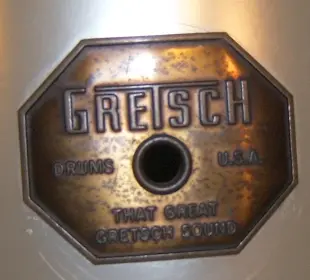 GRETSCH
DRUMS U.S.A.
THAT GREAT
GRETSCH SOUND